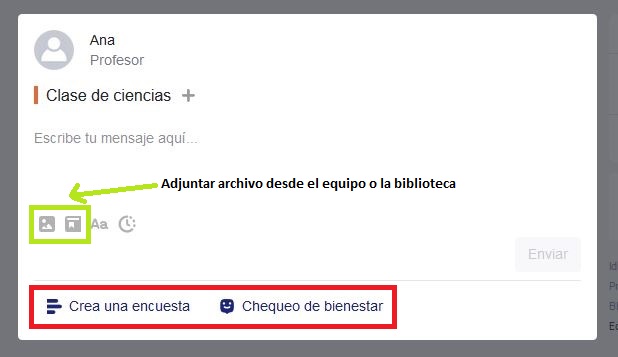 Ana
Profesor
Clase de ciencias
Escribe tu mensaje aquí...
Adjuntar archivo desde el equipo o la biblioteca
Aa
Enviar
Crea una encuesta
Chequeo de bienestar